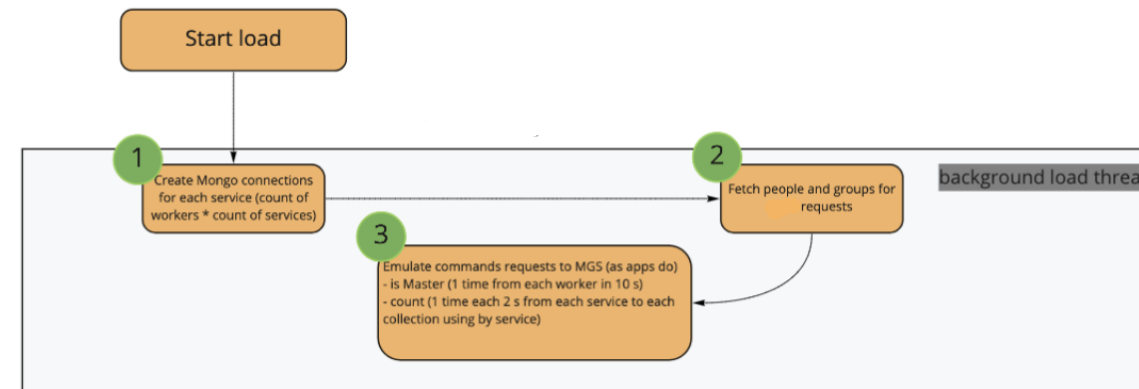 Start load
1
Create Mongo connections
for each service (count of
workers * count of services)
2
Fetch people and groups for
requests
background load threa
3
Emulate commands requests to MGS (as apps do)
- is Master (1 time from each worker in 10 s)
- count (1 time each 2 s from each service to each
collection using by service)